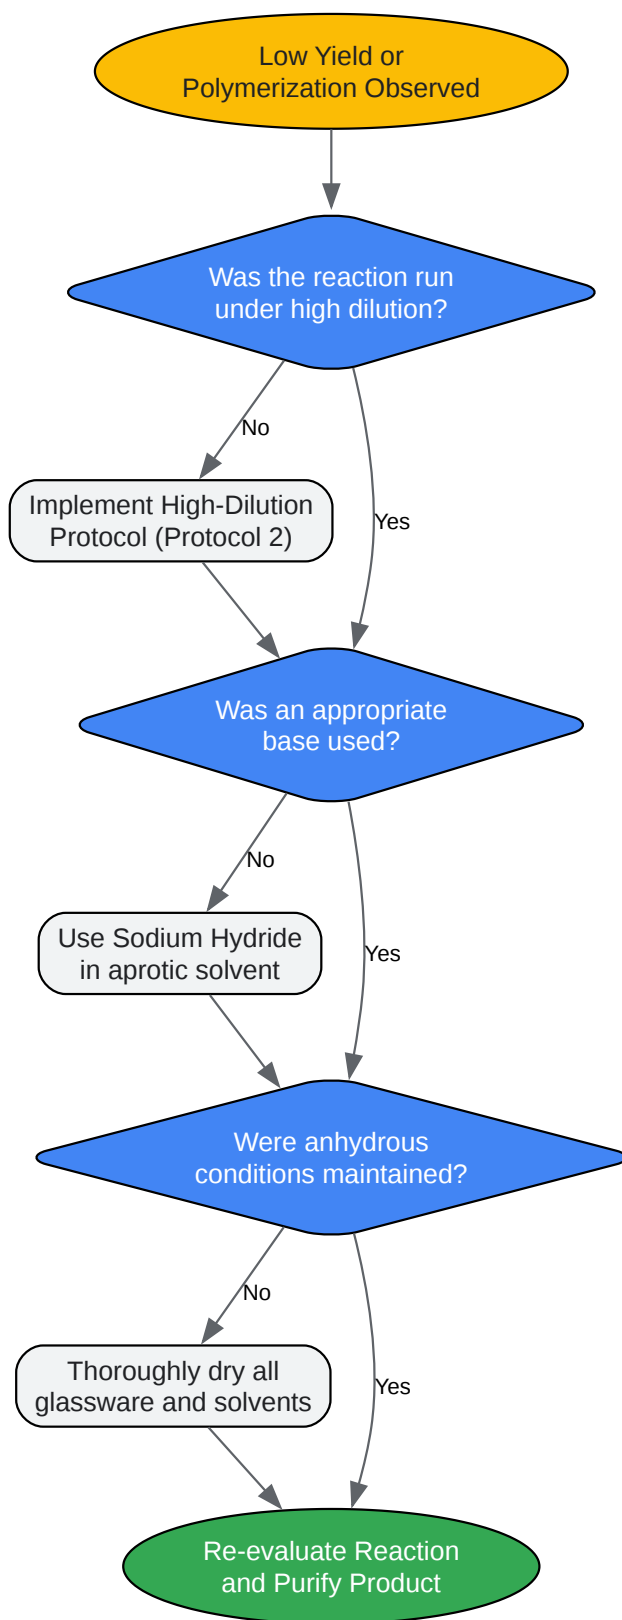 Low Yield or
Polymerization Observed
Was the reaction run
under high dilution?
No
Implement High-Dilution
Protocol (Protocol 2)
Yes
Was an appropriate
base used?
No
Use Sodium Hydride
in aprotic solvent
Yes
Were anhydrous
conditions maintained?
No
Thoroughly dry all
glassware and solvents
Yes
Re-evaluate Reaction
and Purify Product